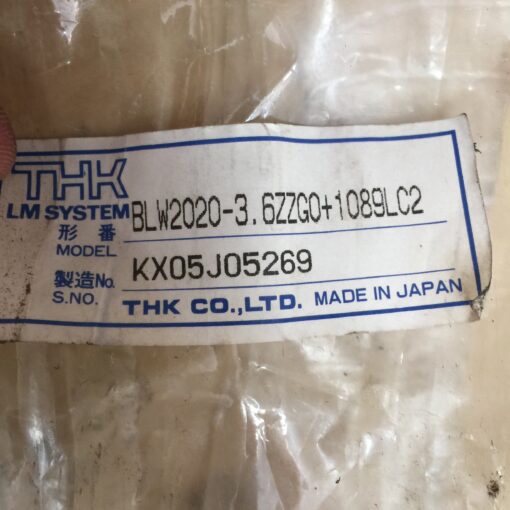 THK
LM SYSTEM
形番 BLW2020-3.6ZZG0+1089LC2
MODEL
製造No. KX05J05269
S.NO.
THK CO.,LTD. MADE IN JAPAN